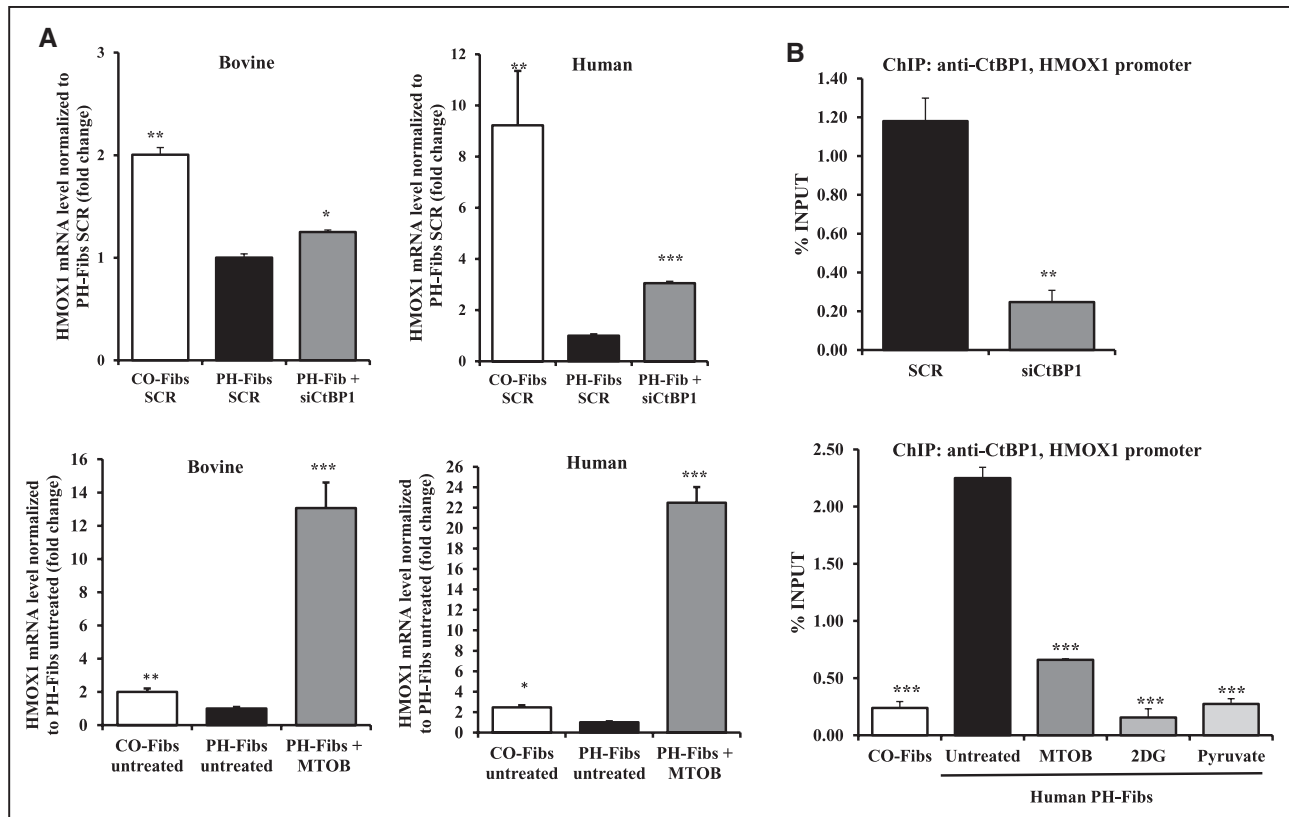 A
Bovine
HMOX1 mRNA level normalized to
PH-Fibs SCR (fold change)
3
2
1
0
**
*
CO-Fibs
SCR
PH-Fibs
SCR
PH-Fib +
siCtBP1
Human
HMOX1 mRNA level normalized to
PH-Fibs SCR (fold change)
12
10
8
6
4
2
0
**
***
CO-Fibs
SCR
PH-Fibs
SCR
PH-Fib +
siCtBP1
Bovine
HMOX1 mRNA level normalized
to PH-Fibs untreated (fold change)
16
14
12
10
8
6
4
2
0
**
***
CO-Fibs
untreated
PH-Fibs
untreated
PH-Fibs +
MTOB
Human
HMOX1 mRNA level normalized
to PH-Fibs untreated (fold change)
26
24
22
20
18
16
14
12
10
8
6
4
2
0
*
***
CO-Fibs
untreated
PH-Fibs
untreated
PH-Fibs +
MTOB
B
ChIP: anti-CtBP1, HMOX1 promoter
% INPUT
1.40
1.20
1.00
0.80
0.60
0.40
0.20
0.00
**
SCR
siCtBP1
ChIP: anti-CtBP1, HMOX1 promoter
% INPUT
2.50
2.00
1.50
1.00
0.50
0.00
***
***
***
***
CO-Fibs
Untreated
MTOB
2DG
Pyruvate
Human PH-Fibs